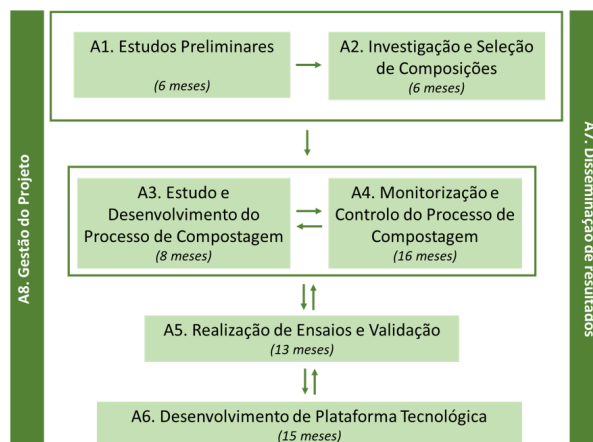 A8. Gestão do Projeto
A1. Estudos Preliminares
(6 meses)
A2. Investigação e Seleção
de Composições
(6 meses)
A3. Estudo e
Desenvolvimento do
Processo de Compostagem
(8 meses)
A4. Monitorização e
Controlo do Processo de
Compostagem
(16 meses)
A5. Realização de Ensaios e Validação
(13 meses)
A6. Desenvolvimento de Plataforma Tecnológica
(15 meses)
A7. Disseminação de resultados